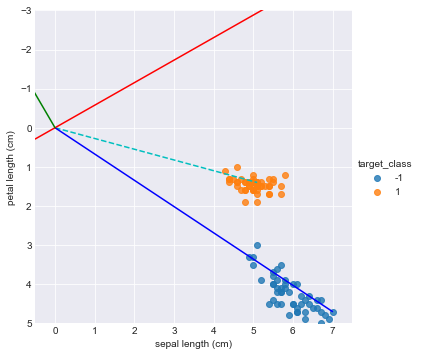 −3
−2
−1
0
1
2
3
4
5
0 1 2 3 4 5 6 7
petal length (cm)
sepal length (cm)
target_class
-1
1